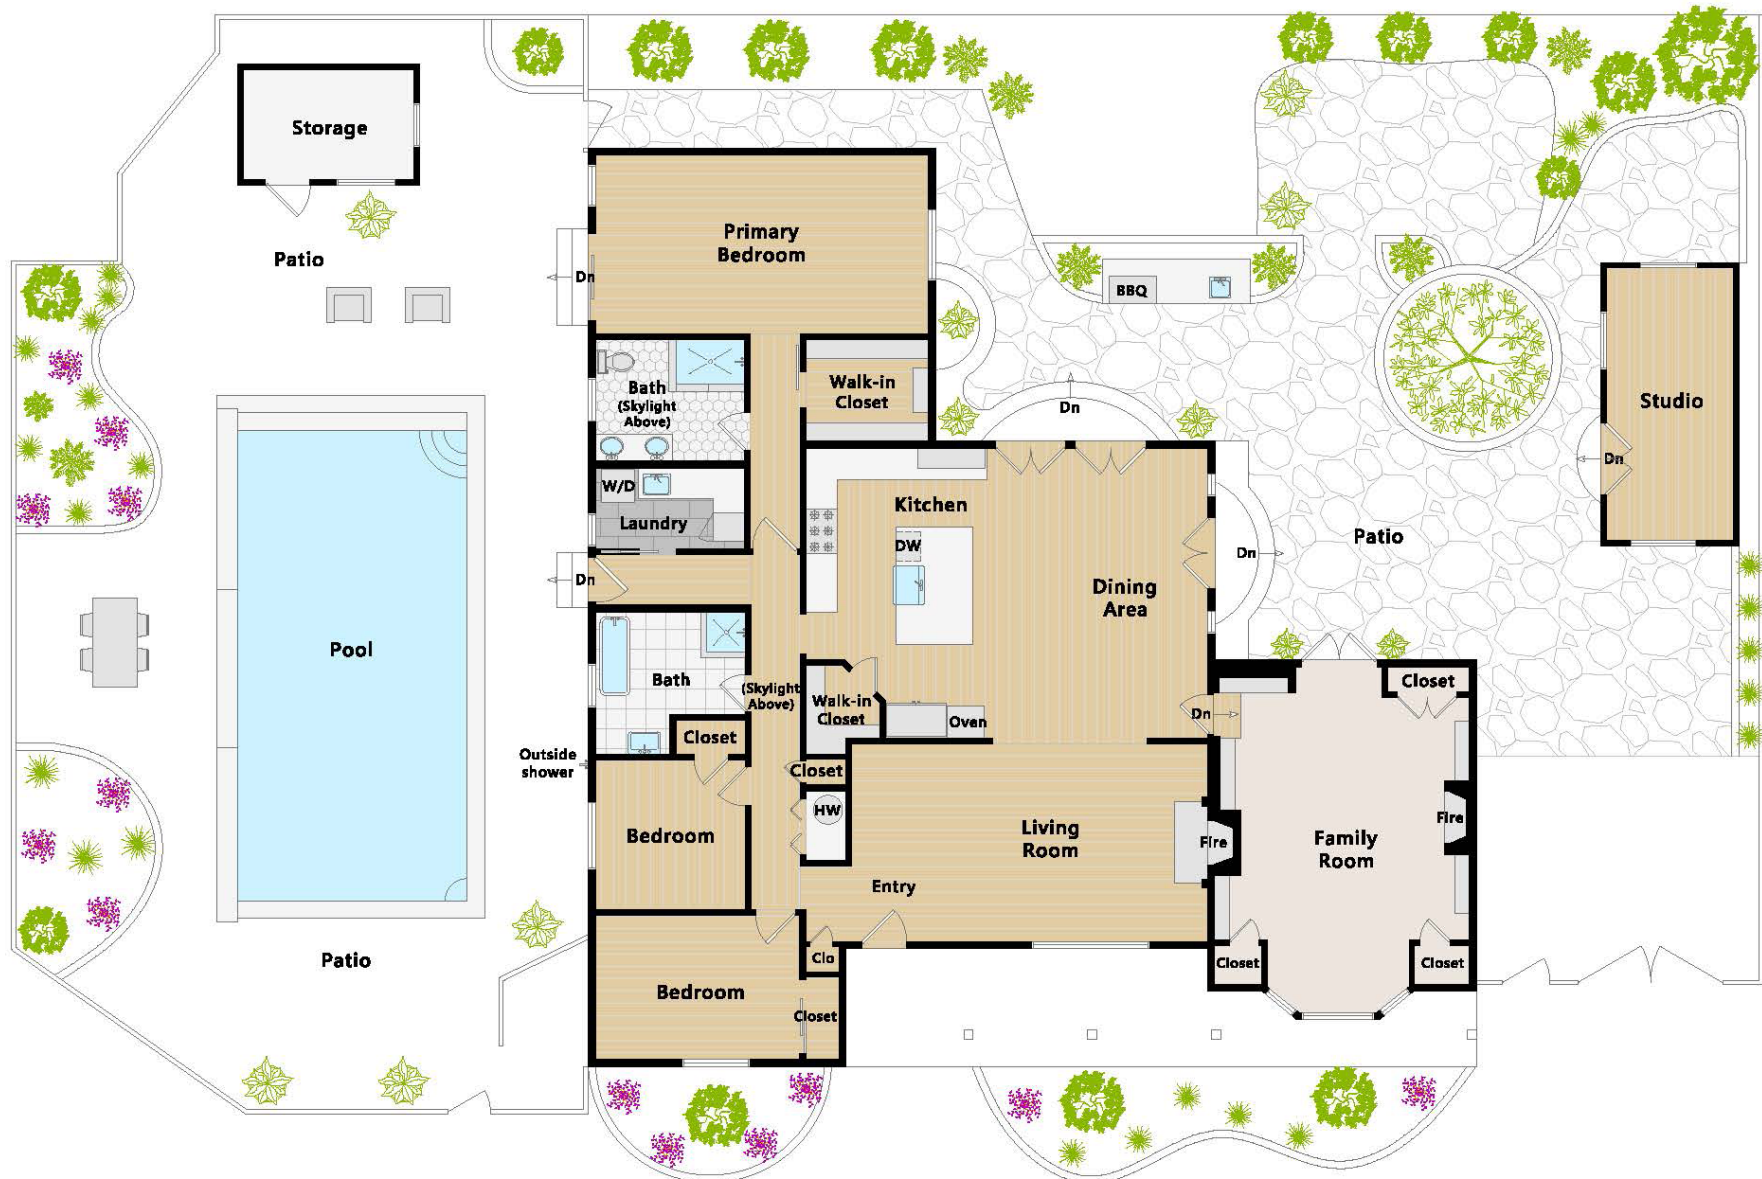 Storage
Patio
Primary
Bedroom
Dn
BBQ
Bath
(Skylight
Above)
Walk-in
Closet
Dn
Studio
Dn
W/D
Laundry
Kitchen
DW
Dn
Patio
Dn
Dining
Area
Pool
Bath
(Skylight
Above)
Walk-in
Closet
Oven
Dn
Closet
Closet
Outside
shower
Closet
HW
Bedroom
Living
Room
Fire
Family
Room
Fire
Entry
Patio
Bedroom
Clo
Closet
Closet
Closet